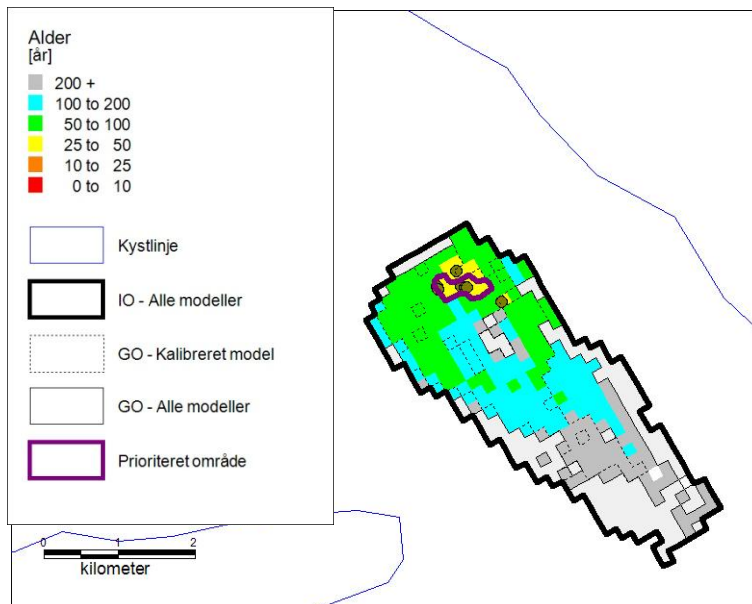 Alder
[år]
200 +
100 to 200
50 to 100
25 to 50
10 to 25
0 to 10
Kystlinje
IO - Alle modeller
GO - Kalibreret model
GO - Alle modeller
Prioriteret område
0 1 2
kilometer